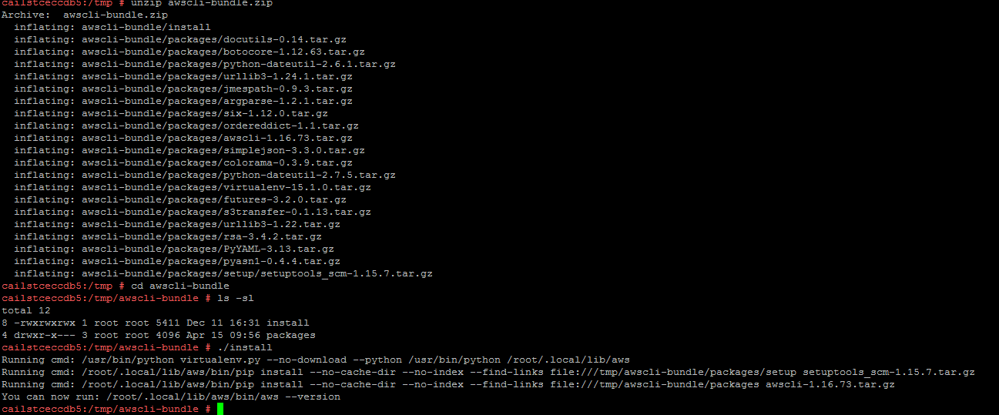 cailstceccdb5:/tmp # unzip awscli-bundle.zip
Archive:  awscli-bundle.zip
  inflating: awscli-bundle/install
  inflating: awscli-bundle/packages/docutils-0.14.tar.gz
  inflating: awscli-bundle/packages/botocore-1.12.63.tar.gz
  inflating: awscli-bundle/packages/python-dateutil-2.6.1.tar.gz
  inflating: awscli-bundle/packages/urllib3-1.24.1.tar.gz
  inflating: awscli-bundle/packages/jmespath-0.9.3.tar.gz
  inflating: awscli-bundle/packages/argparse-1.2.1.tar.gz
  inflating: awscli-bundle/packages/six-1.12.0.tar.gz
  inflating: awscli-bundle/packages/ordereddict-1.1.tar.gz
  inflating: awscli-bundle/packages/awscli-1.16.73.tar.gz
  inflating: awscli-bundle/packages/simplejson-3.3.0.tar.gz
  inflating: awscli-bundle/packages/colorama-0.3.9.tar.gz
  inflating: awscli-bundle/packages/python-dateutil-2.7.5.tar.gz
  inflating: awscli-bundle/packages/virtualenv-15.1.0.tar.gz
  inflating: awscli-bundle/packages/futures-3.2.0.tar.gz
  inflating: awscli-bundle/packages/s3transfer-0.1.13.tar.gz
  inflating: awscli-bundle/packages/urllib3-1.22.tar.gz
  inflating: awscli-bundle/packages/rsa-3.4.2.tar.gz
  inflating: awscli-bundle/packages/PyYAML-3.13.tar.gz
  inflating: awscli-bundle/packages/pyasn1-0.4.4.tar.gz
  inflating: awscli-bundle/packages/setup/setuptools_scm-1.15.7.tar.gz
cailstceccdb5:/tmp # cd awscli-bundle
cailstceccdb5:/tmp/awscli-bundle # ls -sl
total 12
8 -rwxrwxrwx 1 root root 5411 Dec 11 16:31 install
4 drwxr-x--- 3 root root 4096 Apr 15 09:56 packages
cailstceccdb5:/tmp/awscli-bundle # ./install
Running cmd: /usr/bin/python virtualenv.py --no-download --python /usr/bin/python /root/.local/lib/aws
Running cmd: /root/.local/lib/aws/bin/pip install --no-cache-dir --no-index --find-links file:///tmp/awscli-bundle/packages/setup setuptools_scm-1.15.7.tar.gz
Running cmd: /root/.local/lib/aws/bin/pip install --no-cache-dir --no-index --find-links file:///tmp/awscli-bundle/packages awscli-1.16.73.tar.gz
You can now run: /root/.local/lib/aws/bin/aws --version
cailstceccdb5:/tmp/awscli-bundle #